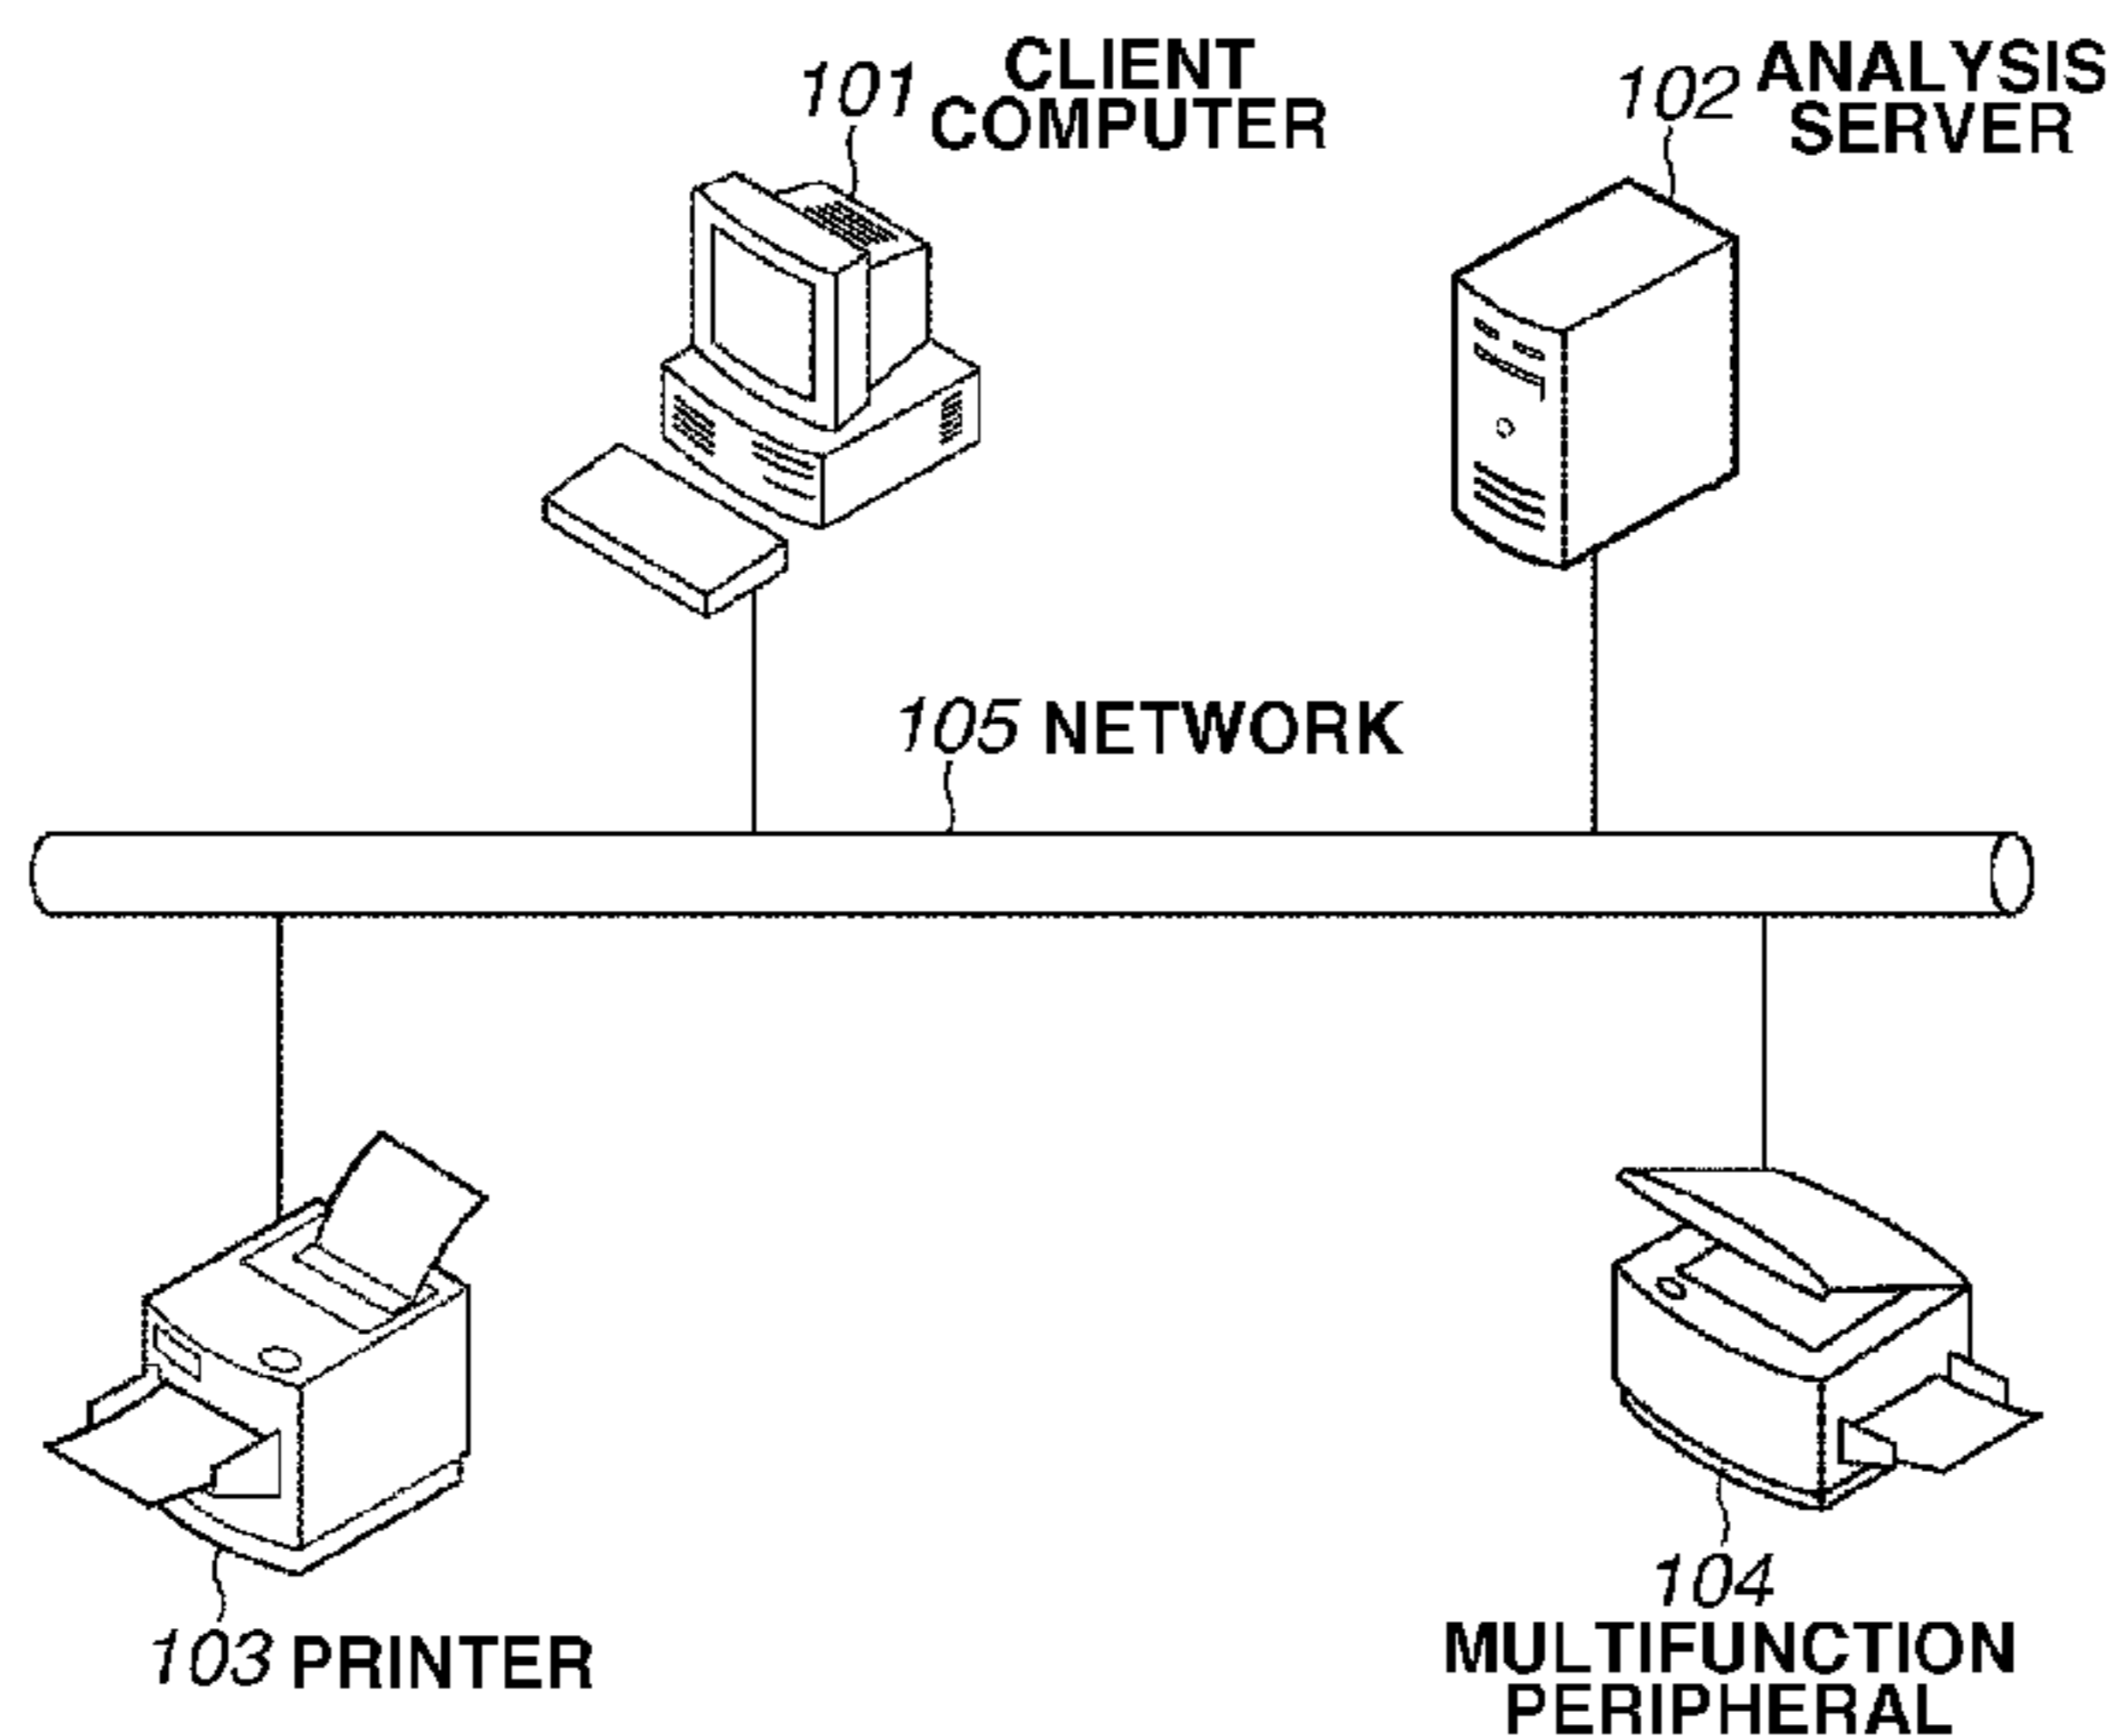 101 CLIENT
COMPUTER
102 ANALYSIS
SERVER
105 NETWORK
103 PRINTER
104
MULTIFUNCTION
PERIPHERAL